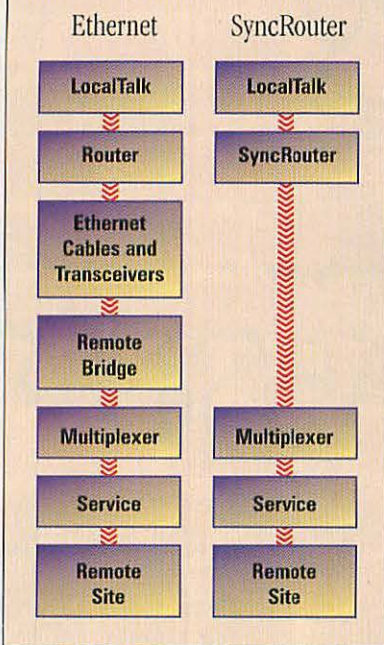 Ethernet
LocalTalk
Router
Ethernet
Cables and
Transceivers
Remote
Bridge
Multiplexer
Service
Remote
Site
SyncRouter
LocalTalk
SyncRouter
Multiplexer
Service
Remote
Site